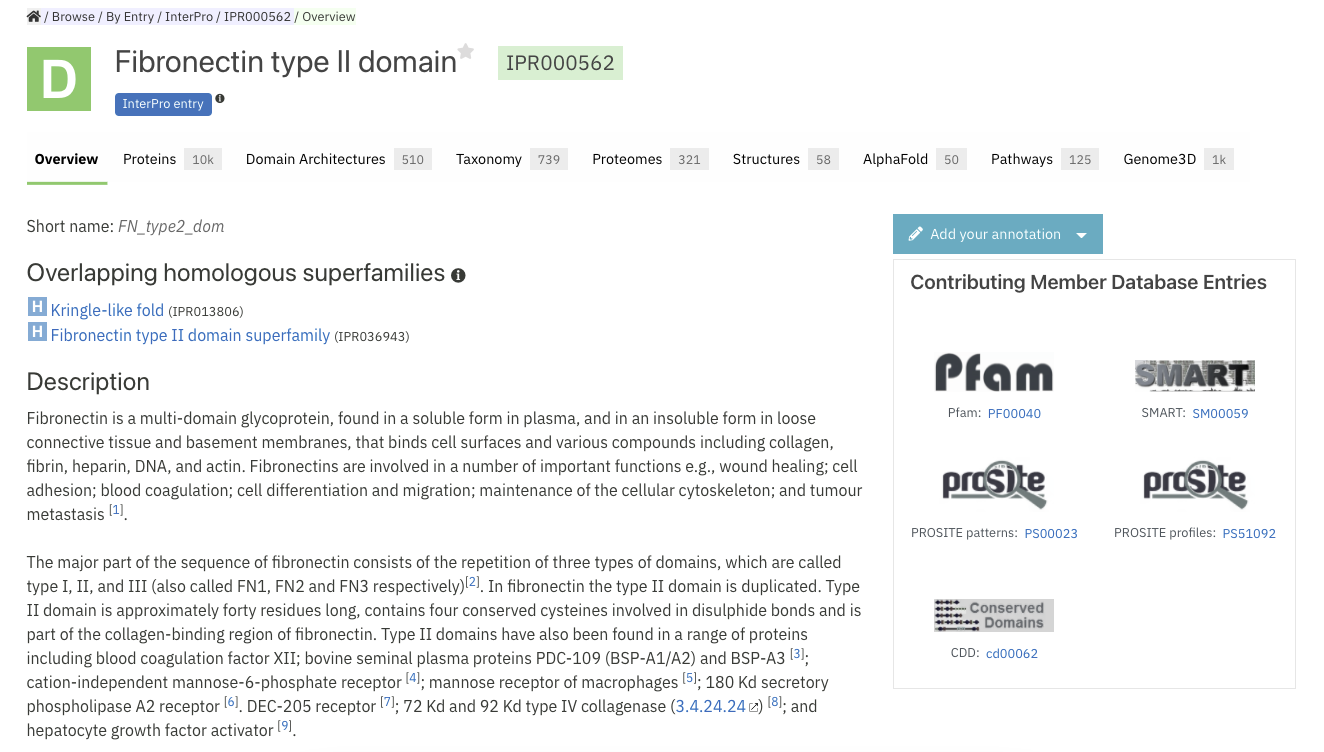 / Browse / By Entry / InterPro / IPR000562 / Overview
D
Fibronectin type II domain
IPR000562
InterPro entry
Overview Proteins 10k Domain Architectures 510 Taxonomy 739 Proteomes 321 Structures 58 AlphaFold 50 Pathways 125 Genome3D 1k
Short name: FN_type2_dom
Overlapping homologous superfamilies
H Kringle-like fold (IPR013806)
H Fibronectin type II domain superfamily (IPR036943)
Description
Fibronectin is a multi-domain glycoprotein, found in a soluble form in plasma, and in an insoluble form in loose
connective tissue and basement membranes, that binds cell surfaces and various compounds including collagen,
fibrin, heparin, DNA, and actin. Fibronectins are involved in a number of important functions e.g., wound healing; cell
adhesion; blood coagulation; cell differentiation and migration; maintenance of the cellular cytoskeleton; and tumour
metastasis [1].
The major part of the sequence of fibronectin consists of the repetition of three types of domains, which are called
type I, II, and III (also called FN1, FN2 and FN3 respectively)[2]. In fibronectin the type II domain is duplicated. Type
II domain is approximately forty residues long, contains four conserved cysteines involved in disulphide bonds and is
part of the collagen-binding region of fibronectin. Type II domains have also been found in a range of proteins
including blood coagulation factor XII; bovine seminal plasma proteins PDC-109 (BSP-A1/A2) and BSP-A3 [3];
cation-independent mannose-6-phosphate receptor [4]; mannose receptor of macrophages [5]; 180 Kd secretory
phospholipase A2 receptor [6]. DEC-205 receptor [7]; 72 Kd and 92 Kd type IV collagenase (3.4.24.24) [8]; and
hepatocyte growth factor activator [9].
Add your annotation
Contributing Member Database Entries
Pfam SMART
Pfam: PF00040 SMART: SM00059
proSite proSite
PROSITE patterns: PS00023 PROSITE profiles: PS51092
Conserved
Domains
CDD: cd00062